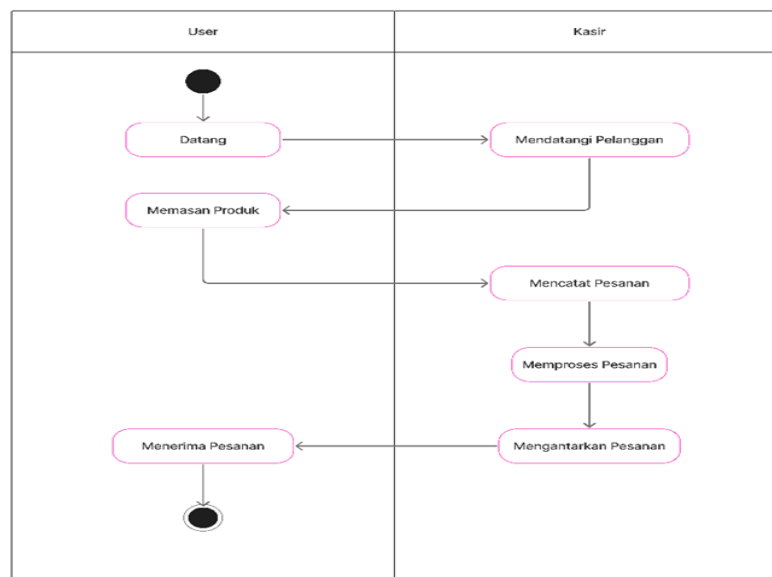 User
Kasir
Datang
Mendatangi Pelanggan
Memasan Produk
Mencatat Pesanan
Memproses Pesanan
Menerima Pesanan
Mengantarkan Pesanan